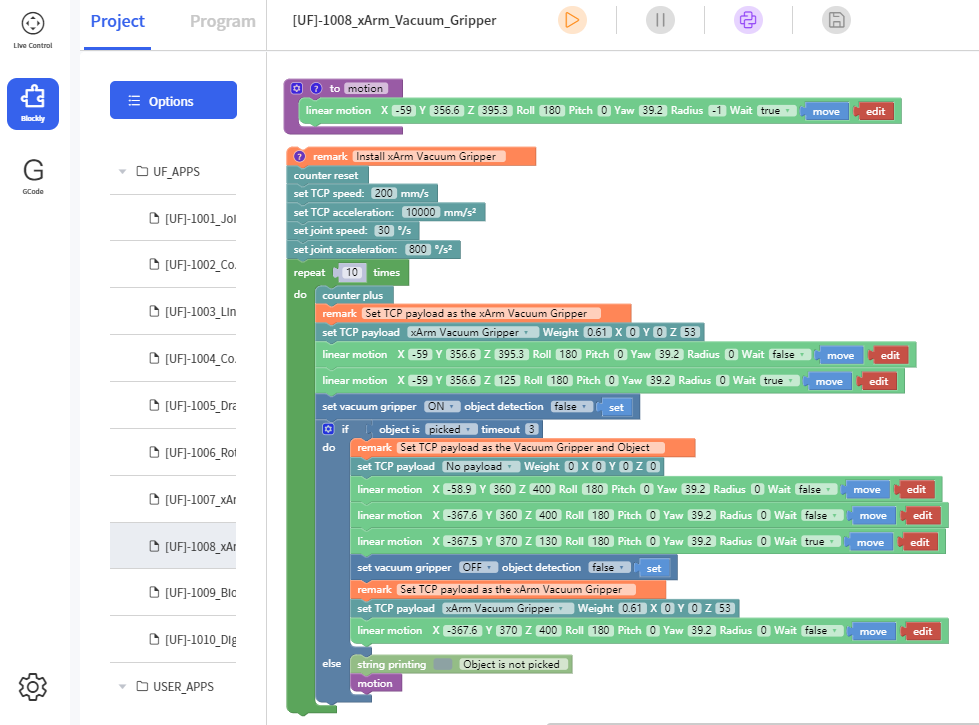 Project Program [UF]-1008_xArm_Vacuum_Gripper
Live Control
Blockly
GCode
Options
UF_APPS
[UF]-1001_Joi
[UF]-1002_Co.
[UF]-1003_Lin
[UF]-1004_Co.
[UF]-1005_Dra
[UF]-1006_Rot
[UF]-1007_xAr
[UF]-1008_xAr
[UF]-1009_Blo
[UF]-1010_Dig
USER_APPS
? to motion
linear motion X -59 Y 356.6 Z 395.3 Roll 180 Pitch 0 Yaw 39.2 Radius -1 Wait true move edit
? remark Install xArm Vacuum Gripper
counter reset
set TCP speed: 200 mm/s
set TCP acceleration: 10000 mm/s²
set joint speed: 30 °/s
set joint acceleration: 800 °/s²
repeat 10 times
do counter plus
remark Set TCP payload as the xArm Vacuum Gripper
set TCP payload xArm Vacuum Gripper Weight 0.61 X 0 Y 0 Z 53
linear motion X -59 Y 356.6 Z 395.3 Roll 180 Pitch 0 Yaw 39.2 Radius 0 Wait false move edit
linear motion X -59 Y 356.6 Z 125 Roll 180 Pitch 0 Yaw 39.2 Radius 0 Wait true move edit
set vacuum gripper ON object detection false set
if object is picked timeout 3
do remark Set TCP payload as the Vacuum Gripper and Object
set TCP payload No payload Weight 0 X 0 Y 0 Z 0
linear motion X -58.9 Y 360 Z 400 Roll 180 Pitch 0 Yaw 39.2 Radius 0 Wait false move edit
linear motion X -367.6 Y 360 Z 400 Roll 180 Pitch 0 Yaw 39.2 Radius 0 Wait false move edit
linear motion X -367.5 Y 370 Z 130 Roll 180 Pitch 0 Yaw 39.2 Radius 0 Wait true move edit
set vacuum gripper OFF object detection false set
remark Set TCP payload as the xArm Vacuum Gripper
set TCP payload xArm Vacuum Gripper Weight 0.61 X 0 Y 0 Z 53
linear motion X -367.6 Y 370 Z 400 Roll 180 Pitch 0 Yaw 39.2 Radius 0 Wait false move edit
else string printing Object is not picked
motion